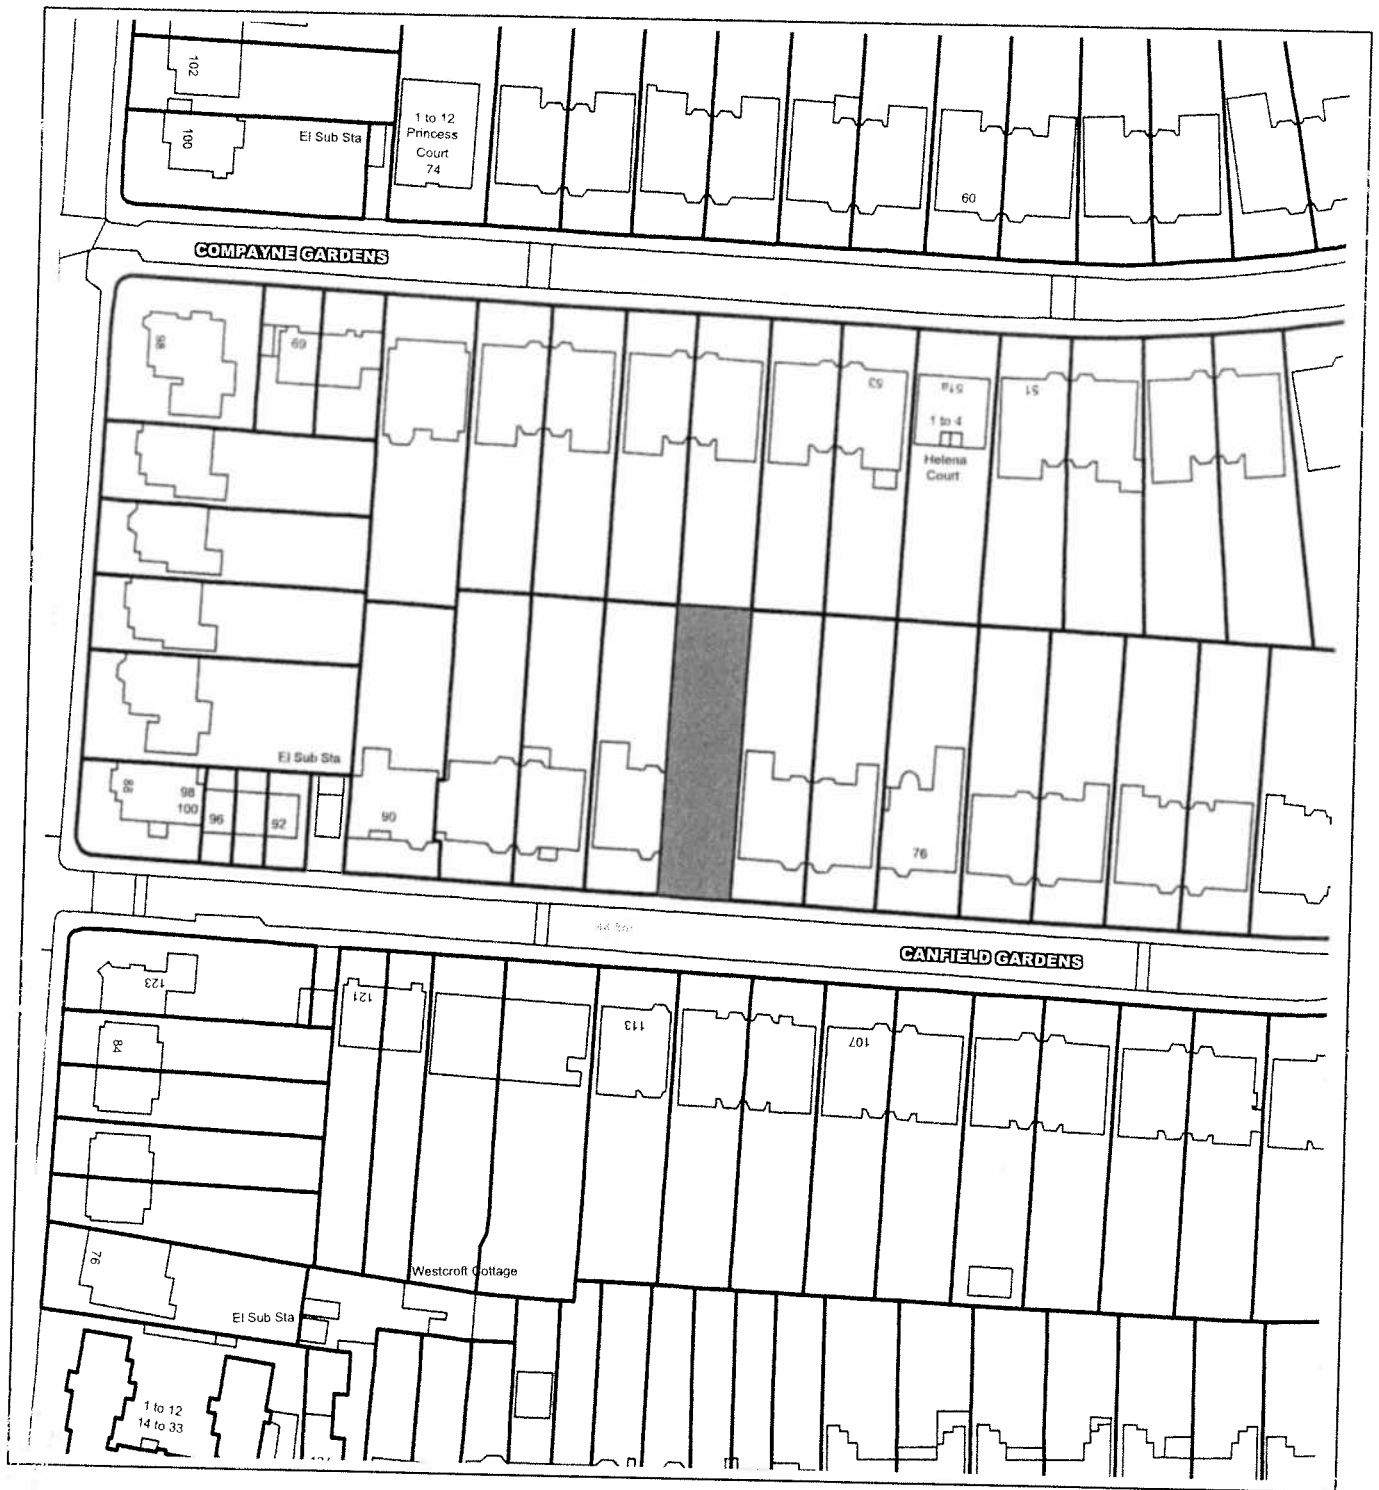 102
100
El Sub Sta
1 to 12
Princess
Court
74
60
COMPAYNE GARDENS
98
69
53
51a
1 to 4
Helena
Court
51
El Sub Sta
88
98
100
96
92
90
76
CANFIELD GARDENS
123
121
113
107
84
76
Westcroft Cottage
El Sub Sta
1 to 12
14 to 33